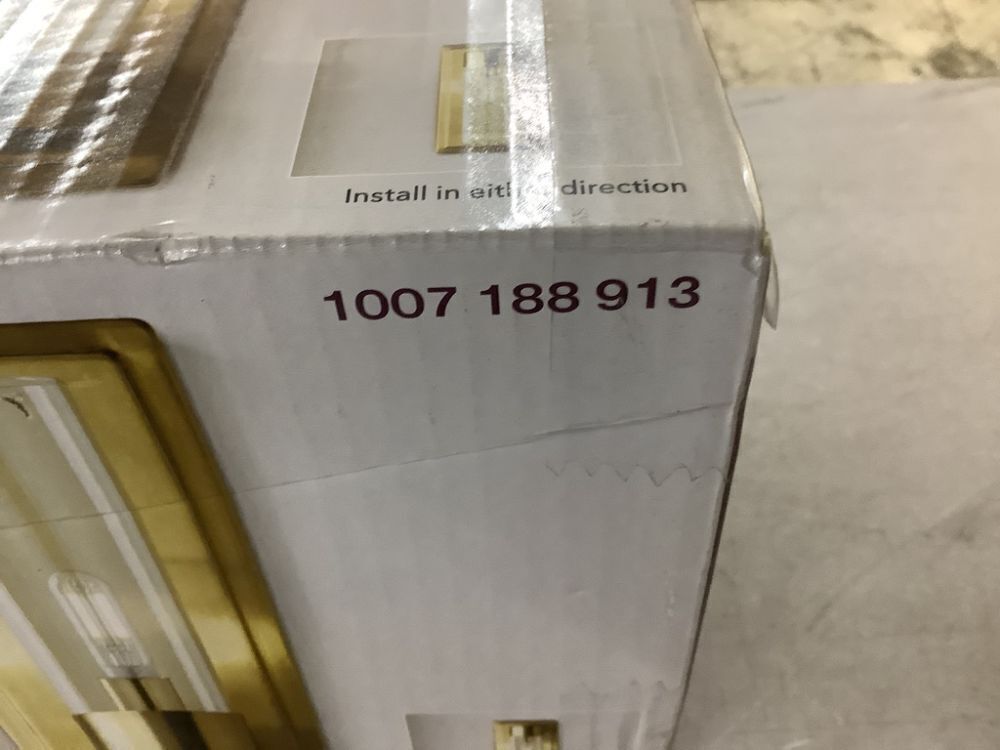 Install in either direction
1007 188 913